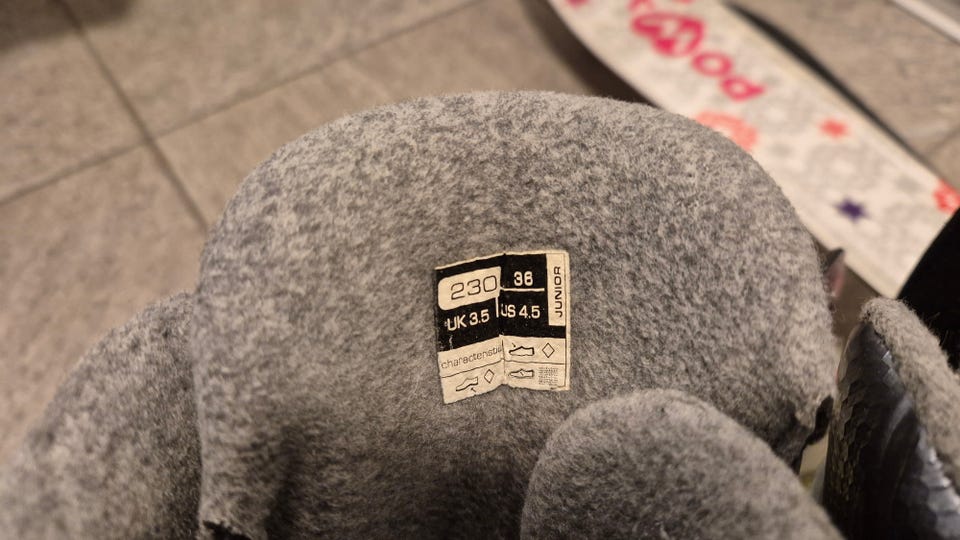 230
36
JUNIOR
UK 3.5
US 4.5
characteristic